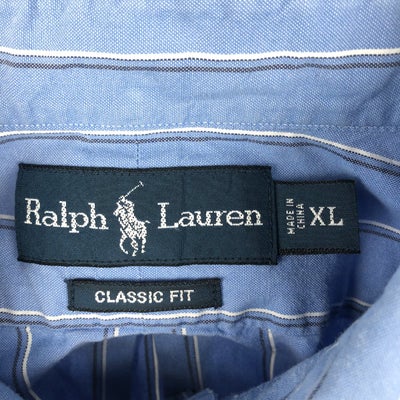 Ralph Lauren
MADE IN
CHINA
XL
CLASSIC FIT